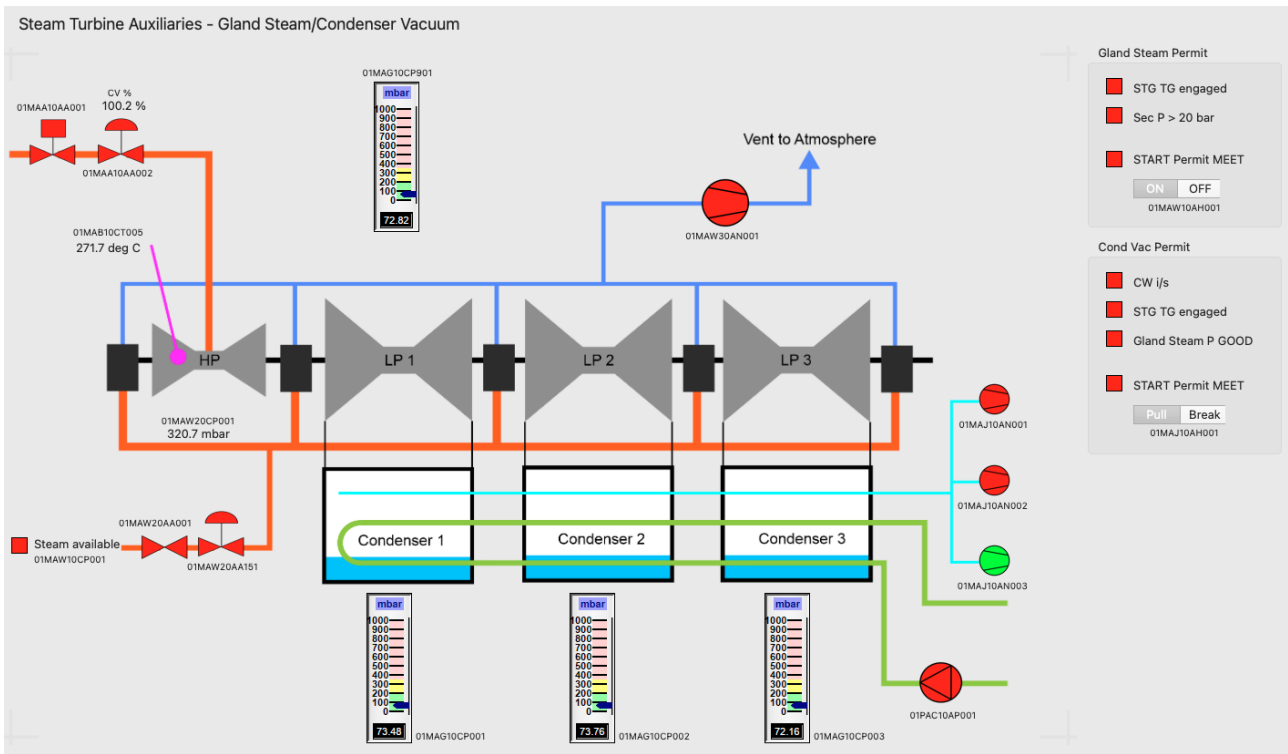 Steam Turbine Auxiliaries - Gland Steam/Condenser Vacuum
Gland Steam Permit
STG TG engaged
Sec P > 20 bar
START Permit MEET
ON OFF
01MAW10AH001
Cond Vac Permit
CW i/s
STG TG engaged
Gland Steam P GOOD
START Permit MEET
Pull Break
01MAJ10AH001
01MAG10CP901
mbar
1000
900
800
700
600
500
400
300
200
100
0
72.82
CV %
100.2 %
01MAA10AA001
01MAA10AA002
Vent to Atmosphere
01MAW30AN001
01MAB10CT005
271.7 deg C
HP
LP 1
LP 2
LP 3
01MAW20CP001
320.7 mbar
01MAJ10AN001
01MAJ10AN002
01MAJ10AN003
01MAW20AA001
Steam available
01MAW10CP001
01MAW20AA151
Condenser 1
Condenser 2
Condenser 3
mbar
1000
900
800
700
600
500
400
300
200
100
0
73.48
01MAG10CP001
mbar
1000
900
800
700
600
500
400
300
200
100
0
73.76
01MAG10CP002
mbar
1000
900
800
700
600
500
400
300
200
100
0
72.16
01MAG10CP003
01PAC10AP001